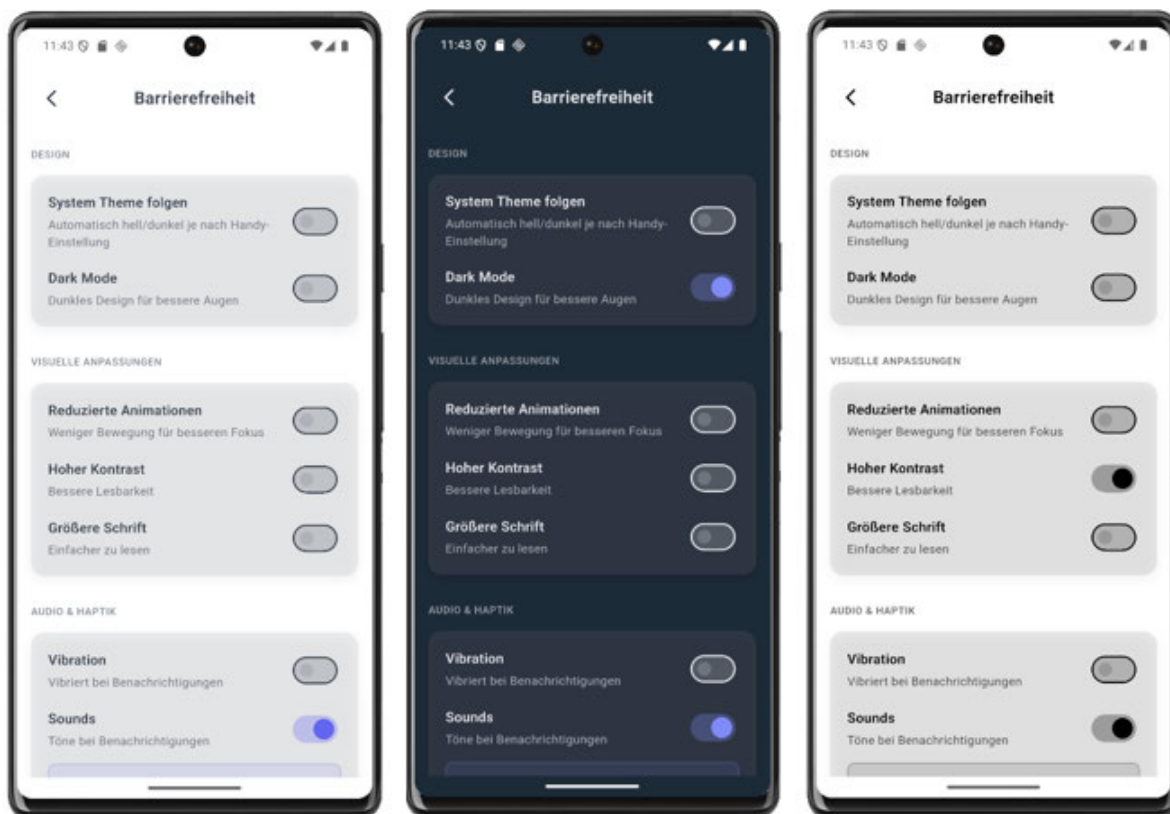 11:43
Barrierefreiheit
DESIGN
System Theme folgen
Automatisch hell/dunkel je nach Handy-
Einstellung
Dark Mode
Dunkles Design für bessere Augen
VISUELLE ANPASSUNGEN
Reduzierte Animationen
Weniger Bewegung für besseren Fokus
Hoher Kontrast
Bessere Lesbarkeit
Größere Schrift
Einfacher zu lesen
AUDIO & HAPTIK
Vibration
Vibriert bei Benachrichtigungen
Sounds
Töne bei Benachrichtigungen
11:43
Barrierefreiheit
DESIGN
System Theme folgen
Automatisch hell/dunkel je nach Handy-
Einstellung
Dark Mode
Dunkles Design für bessere Augen
VISUELLE ANPASSUNGEN
Reduzierte Animationen
Weniger Bewegung für besseren Fokus
Hoher Kontrast
Bessere Lesbarkeit
Größere Schrift
Einfacher zu lesen
AUDIO & HAPTIK
Vibration
Vibriert bei Benachrichtigungen
Sounds
Töne bei Benachrichtigungen
11:43
Barrierefreiheit
DESIGN
System Theme folgen
Automatisch hell/dunkel je nach Handy-
Einstellung
Dark Mode
Dunkles Design für bessere Augen
VISUELLE ANPASSUNGEN
Reduzierte Animationen
Weniger Bewegung für besseren Fokus
Hoher Kontrast
Bessere Lesbarkeit
Größere Schrift
Einfacher zu lesen
AUDIO & HAPTIK
Vibration
Vibriert bei Benachrichtigungen
Sounds
Töne bei Benachrichtigungen